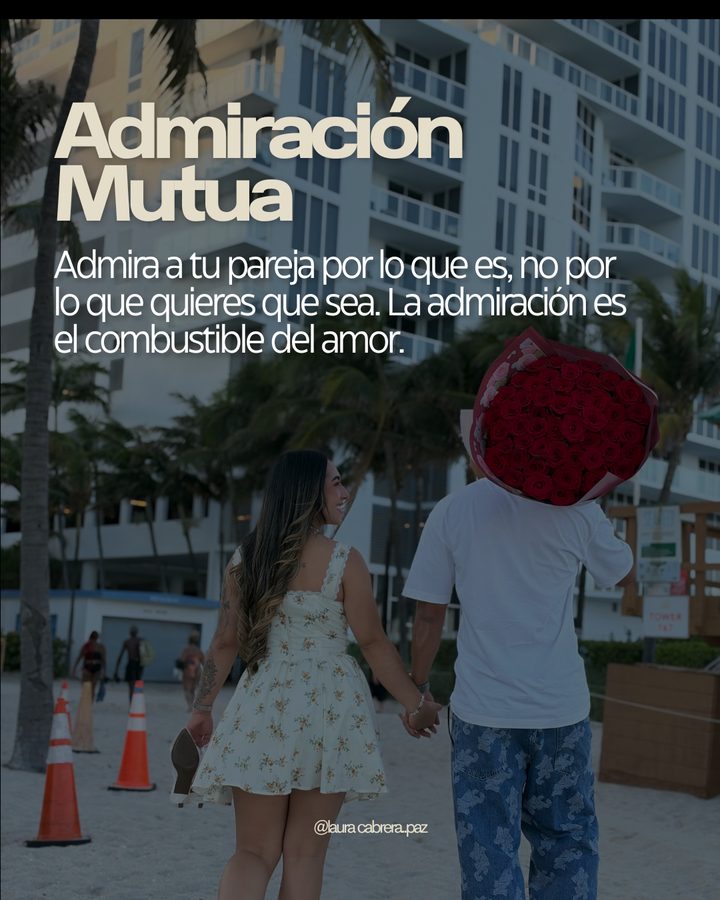 Admiración
Mutua
Admira a tu pareja por lo que es, no por
lo que quieres que sea. La admiración es
el combustible del amor.
TOWER
@laura cabrera.paz